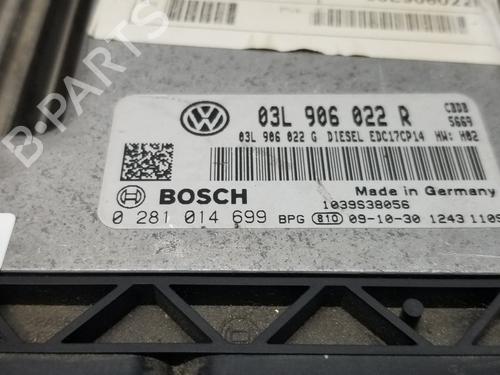 03L 906 022 R
CBDB
5669
03L 906 022 G DIESEL EDC17CP14 HW: H02
BOSCH
Made in Germany
1039S38056
0 281 014 699 BPG 810 09-10-30 1243 1105